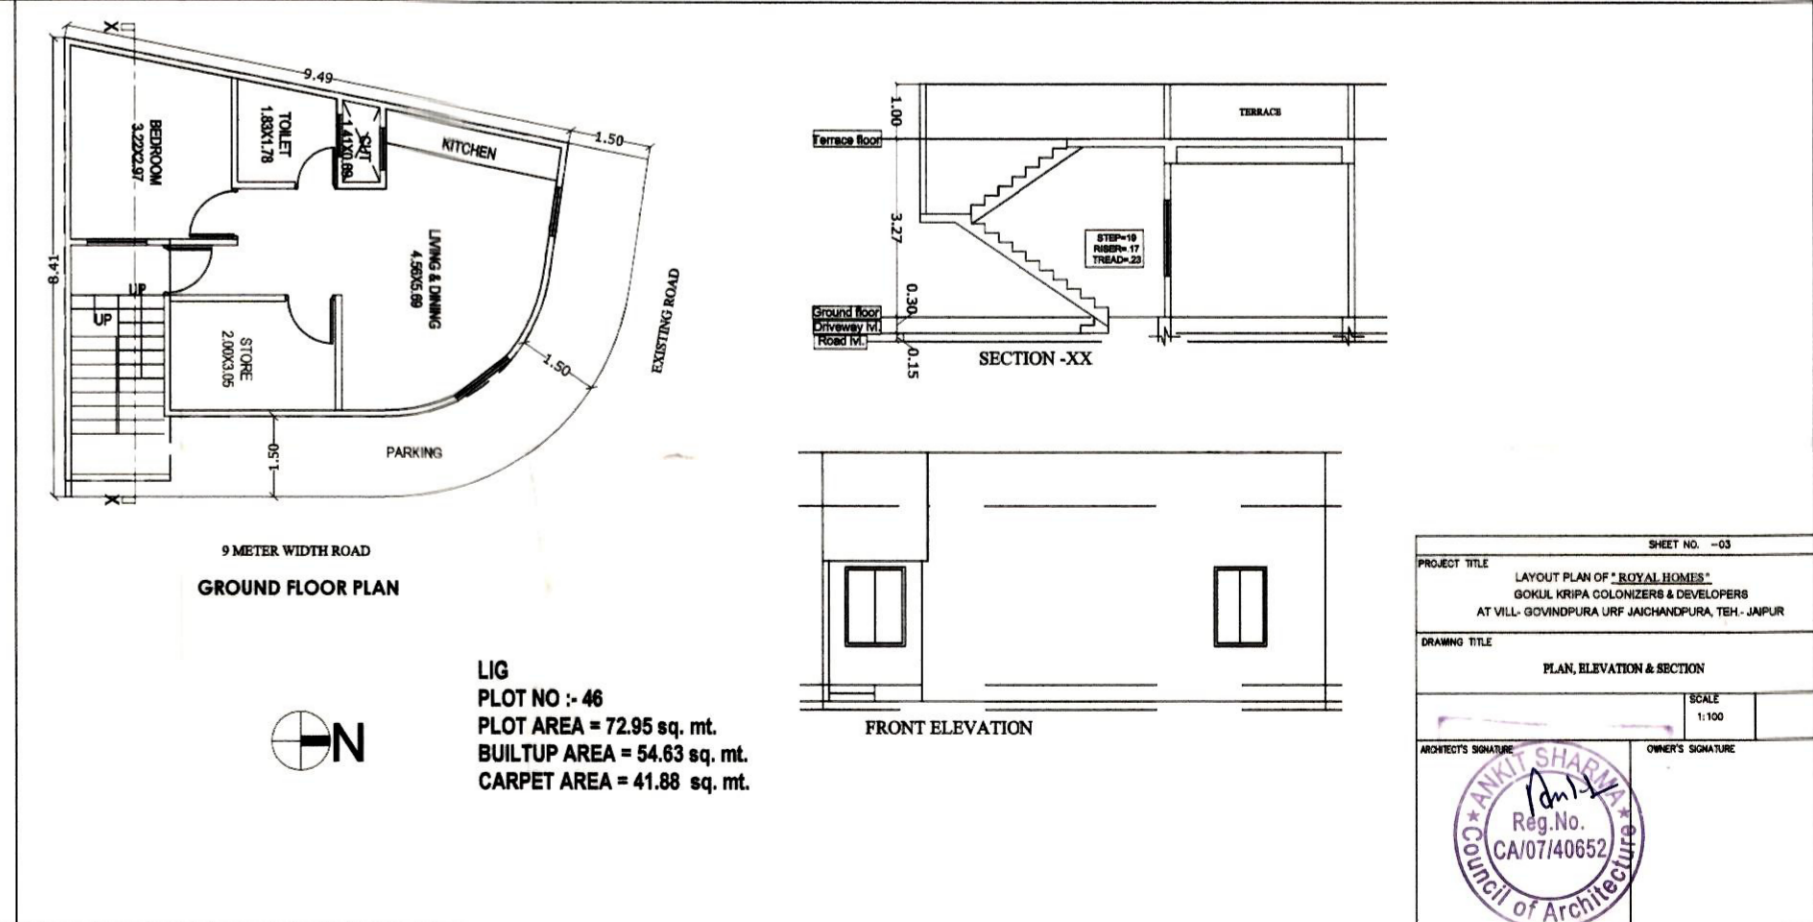 X
9.49
1.50
BEDROOM
3.22X2.97
TOILET
1.83X1.78
CUT
1.41X0.69
KITCHEN
8.41
LIVING & DINING
4.56X5.69
UP
UP
STORE
2.00X3.05
1.50
EXISTING ROAD
1.50
PARKING
X
9 METER WIDTH ROAD
GROUND FLOOR PLAN
N
LIG
PLOT NO :- 46
PLOT AREA = 72.95 sq. mt.
BUILTUP AREA = 54.63 sq. mt.
CARPET AREA = 41.88 sq. mt.
1.00
TERRACE
Terrace floor
3.27
STEP=19
RISER=.17
TREAD=.23
0.30
Ground floor
Driveway lvl.
Road lvl.
0.15
SECTION -XX
FRONT ELEVATION
SHEET NO. -03
PROJECT TITLE
LAYOUT PLAN OF "ROYAL HOMES"
GOKUL KRIPA COLONIZERS & DEVELOPERS
AT VILL- GOVINDPURA URF JAICHANDPURA, TEH.- JAIPUR
DRAWING TITLE
PLAN, ELEVATION & SECTION
SCALE
1:100
ARCHITECT'S SIGNATURE
OWNER'S SIGNATURE
ANKIT SHARMA
Reg.No.
CA/07/40652
Council of Architecture